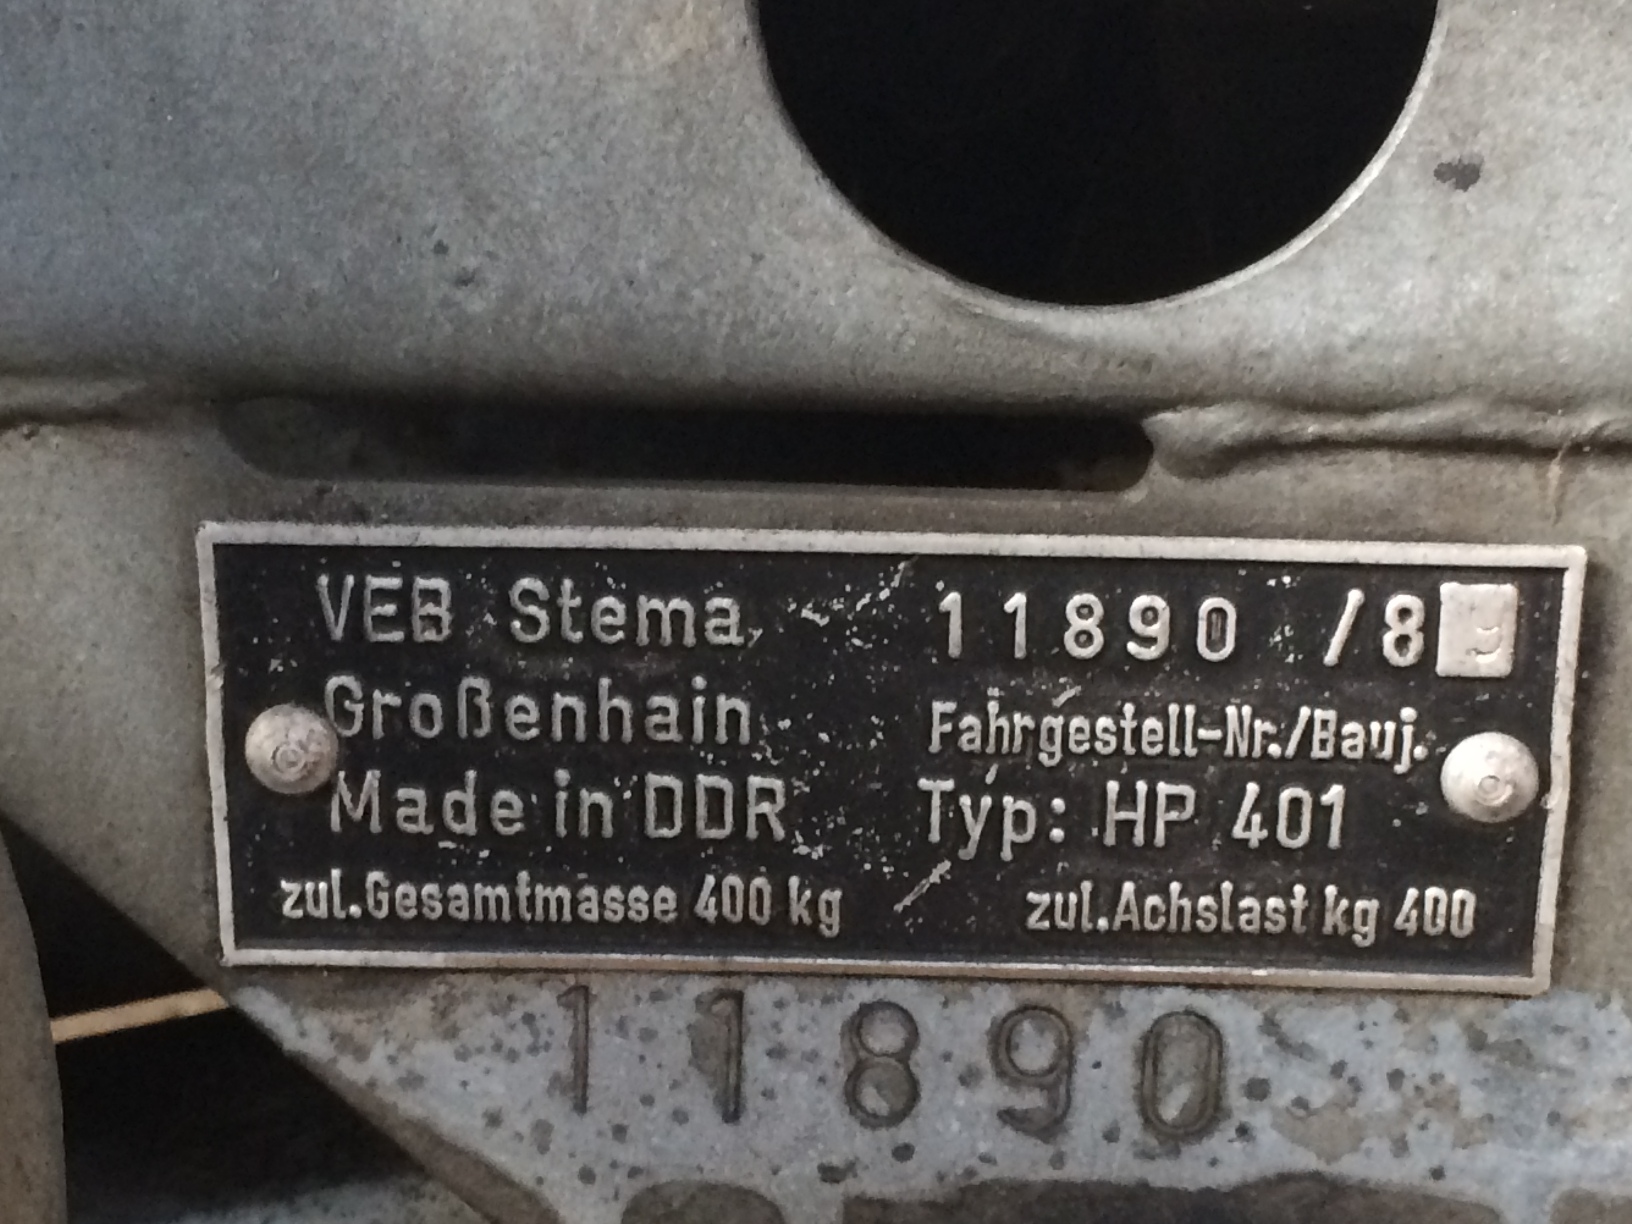 VEB Stema 11890 /89
Großenhain Fahrgestell-Nr./Bauj.
Made in DDR Typ: HP 401
zul.Gesamtmasse 400 kg zul.Achslast kg 400
11890